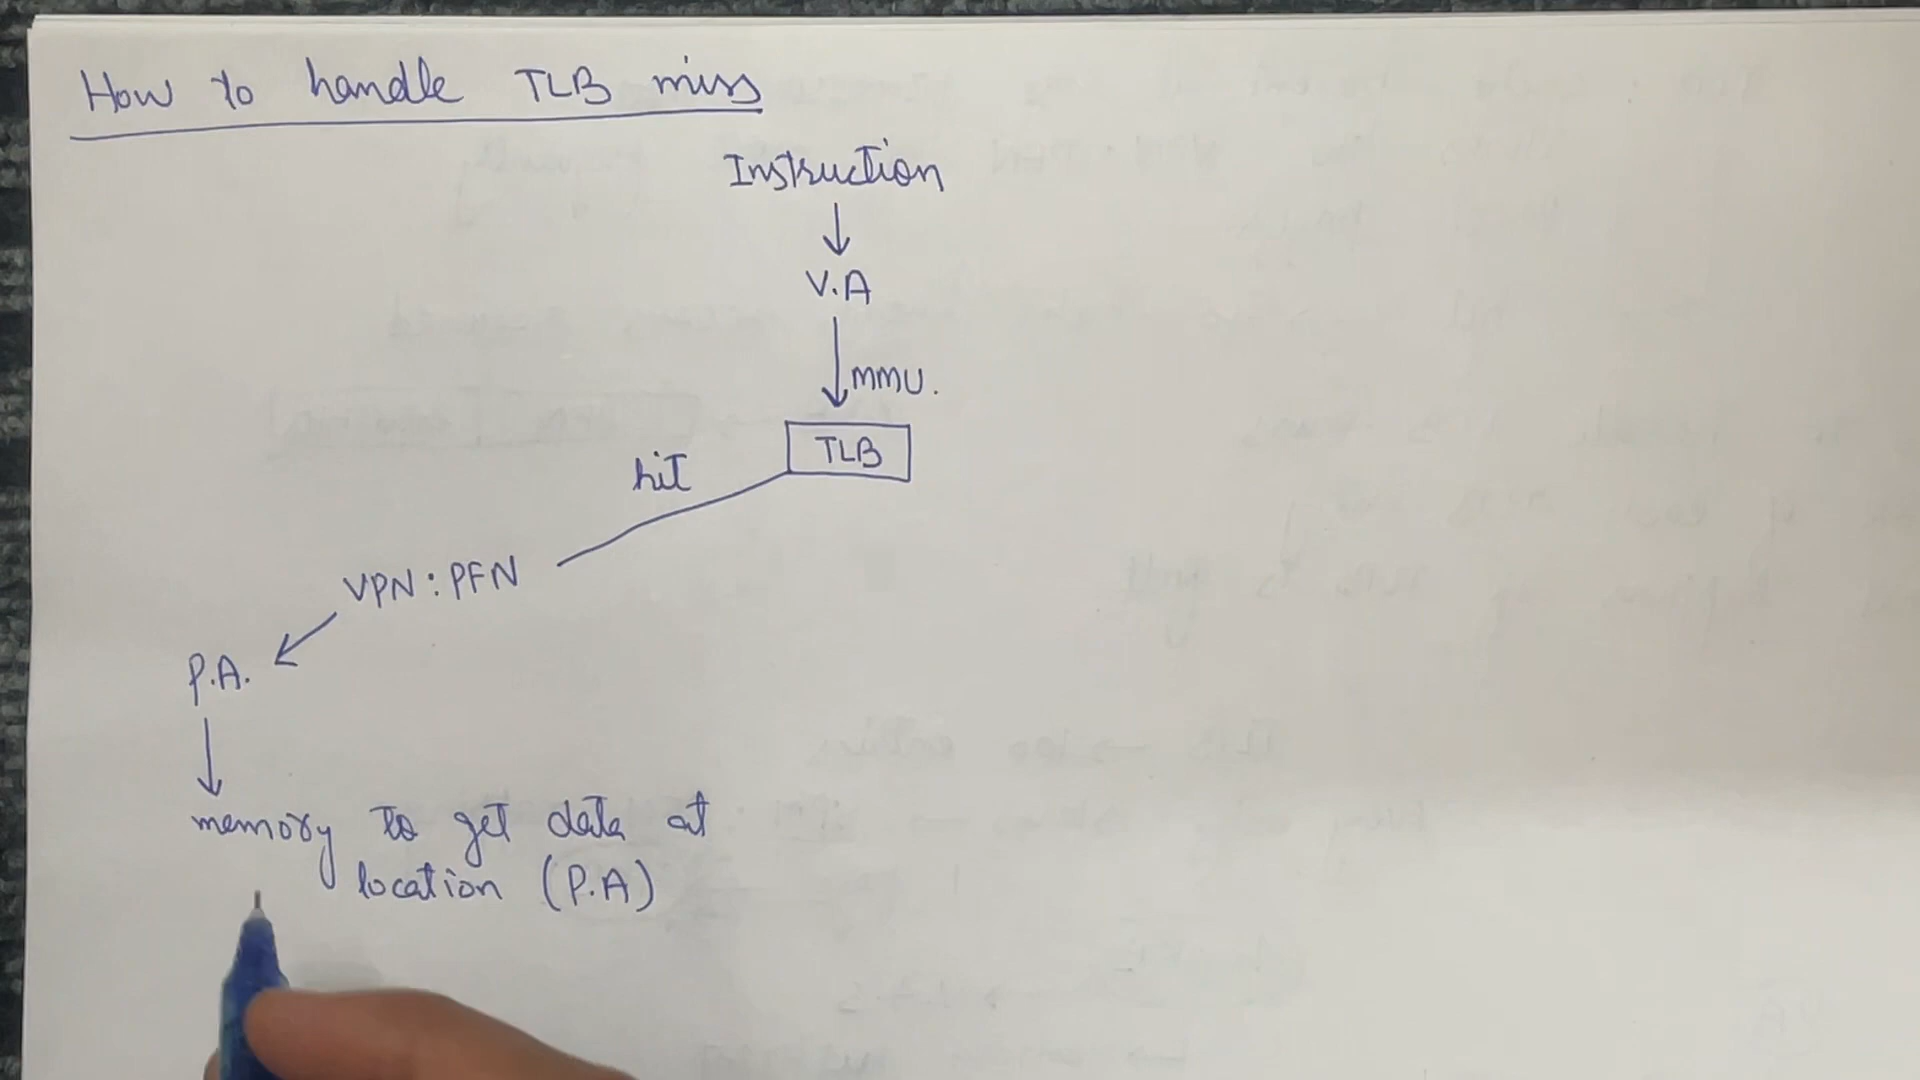 How to handle TLB miss
Instruction
V.A
MMU.
TLB
hit
VPN : PFN
P.A.
memory to get data at
location (P.A)